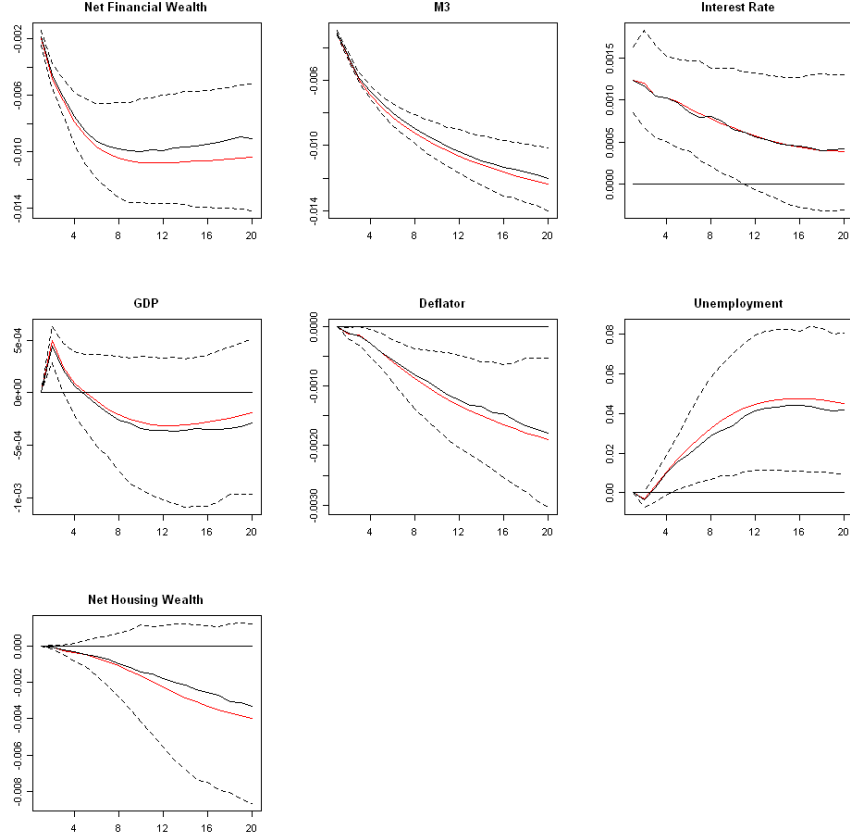 Net Financial Wealth
-0.002
-0.006
-0.010
-0.014
4 8 12 16 20
M3
-0.006
-0.010
-0.014
4 8 12 16 20
Interest Rate
0.0015
0.0010
0.0005
0.0000
4 8 12 16 20
GDP
5e-04
0e+00
-5e-04
-1e-03
4 8 12 16 20
Deflator
0.0000
-0.0010
-0.0020
-0.0030
4 8 12 16 20
Unemployment
0.08
0.06
0.04
0.02
0.00
4 8 12 16 20
Net Housing Wealth
0.000
-0.002
-0.004
-0.006
-0.008
4 8 12 16 20